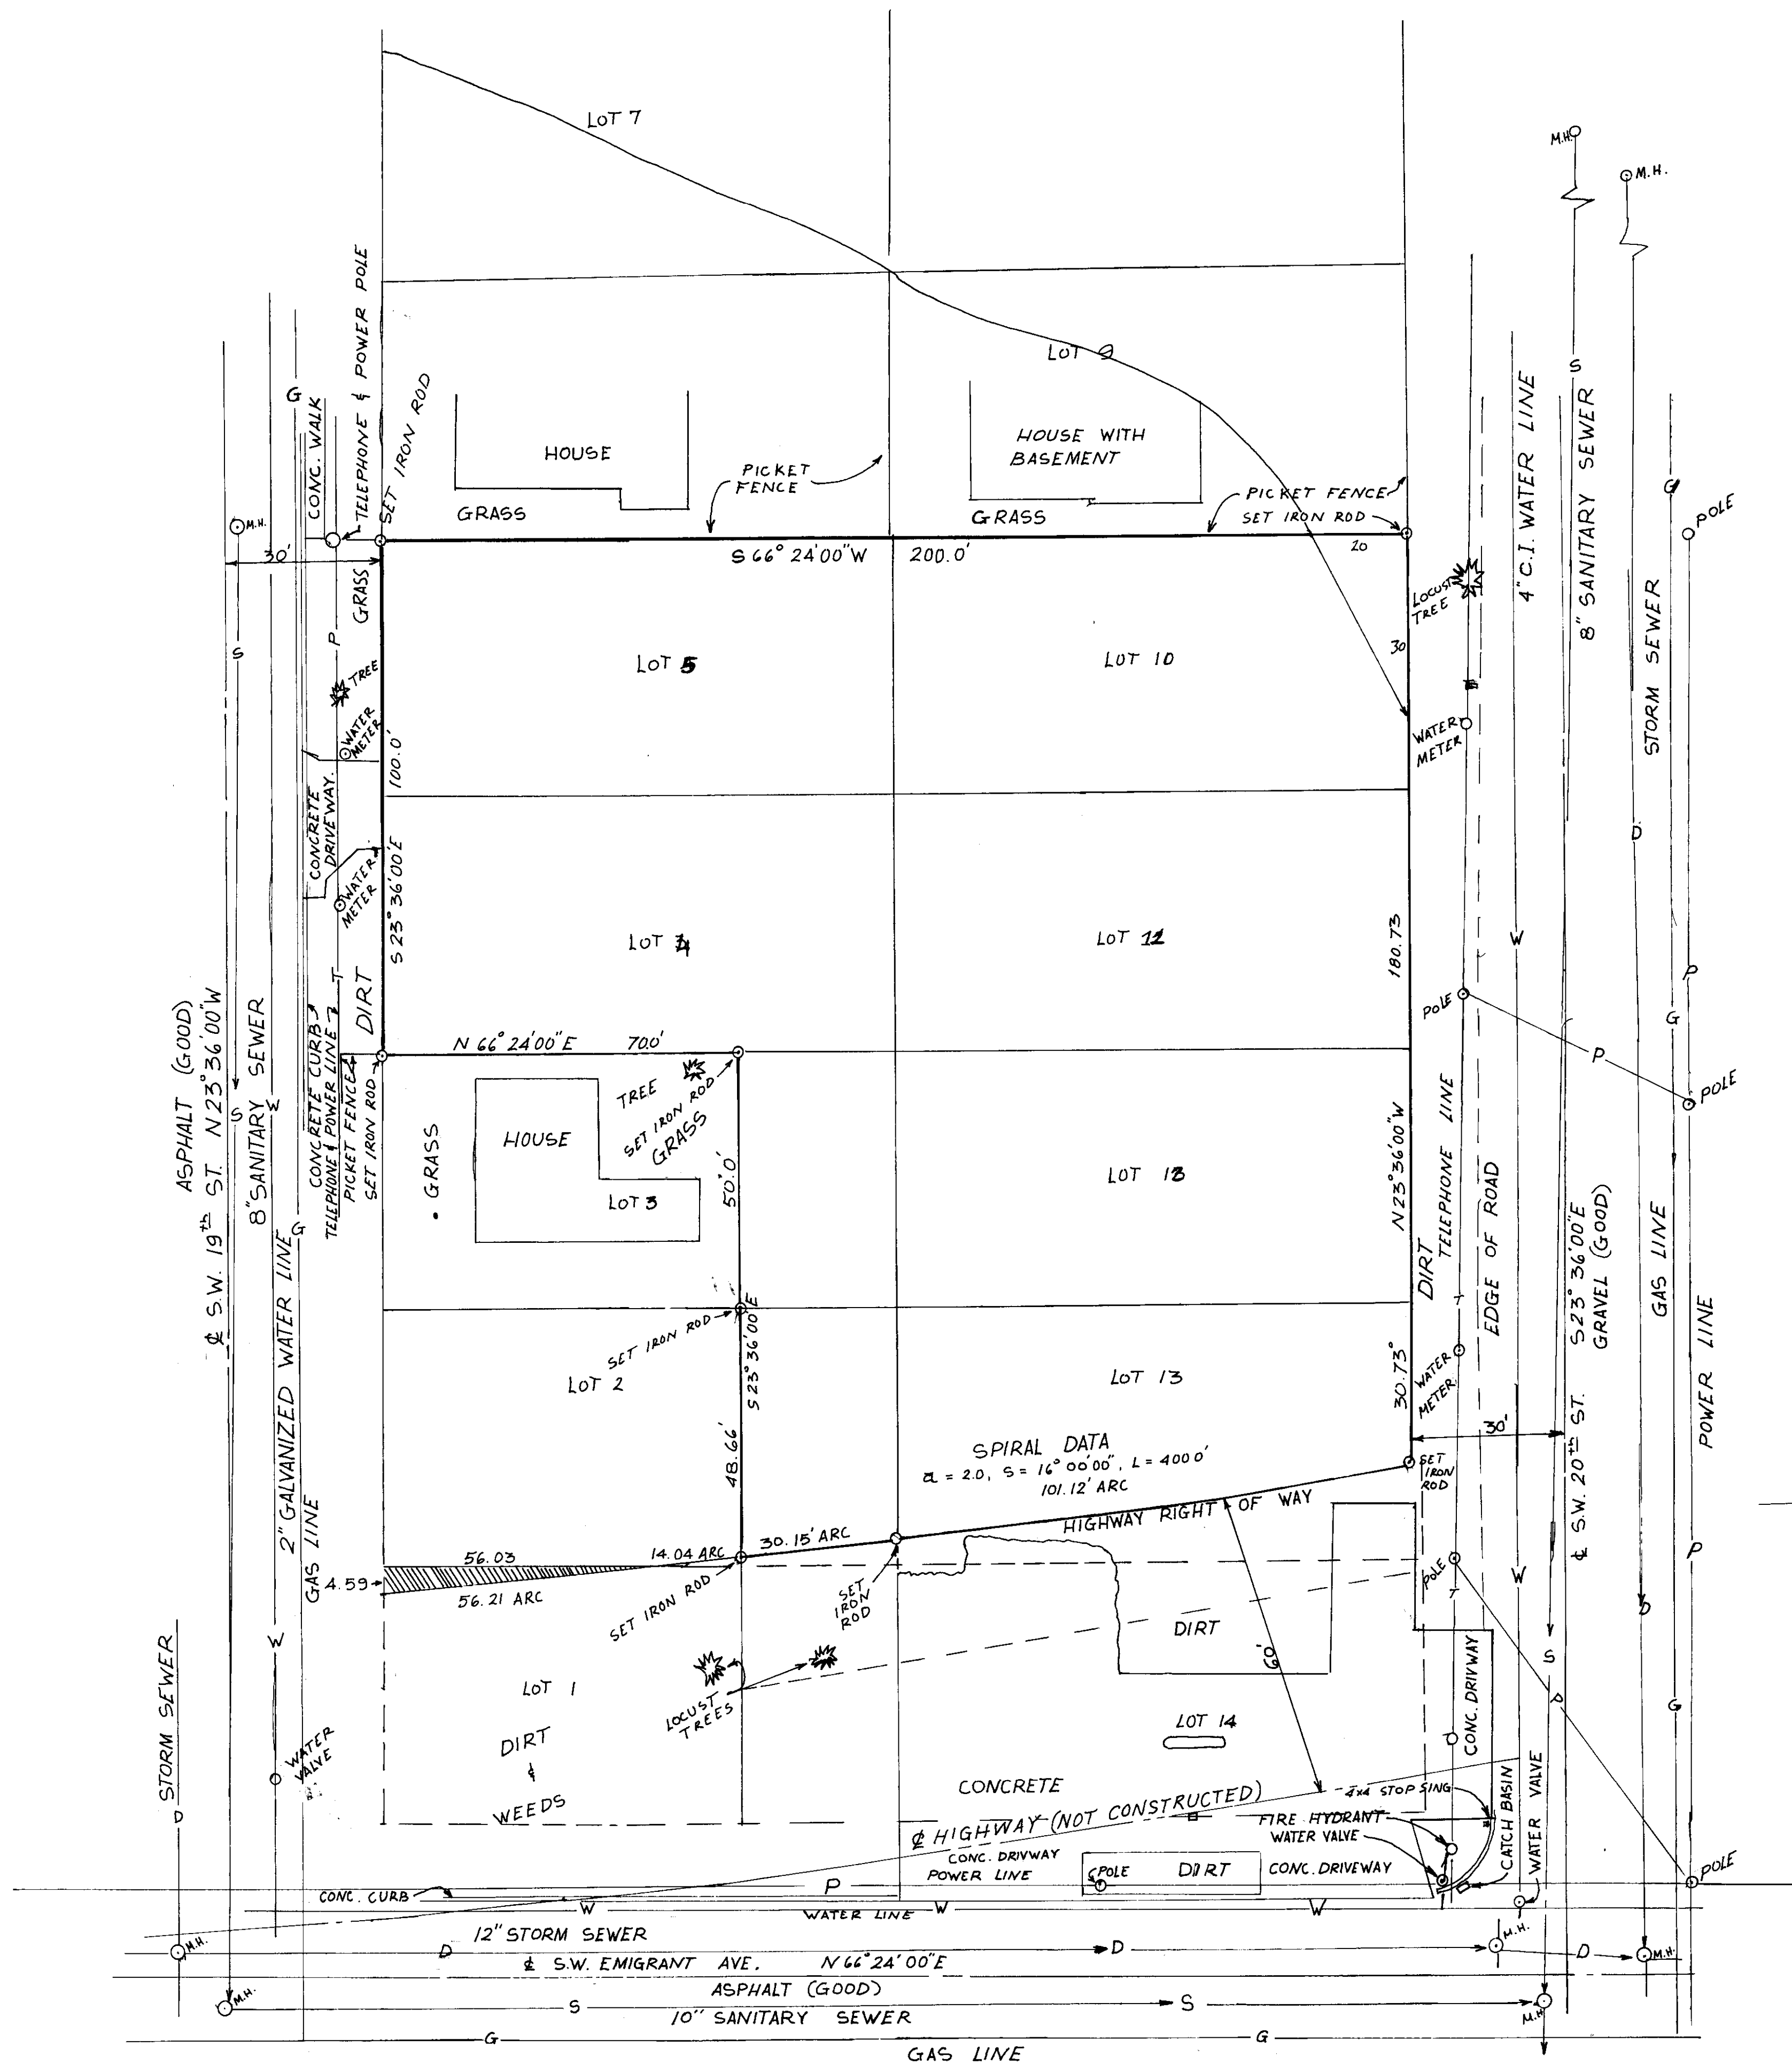 LOT 7
M.H.
M.H.
TELEPHONE & POWER POLE
LOT 9
G
S
SET IRON ROD
CONC. WALK
HOUSE
HOUSE WITH
BASEMENT
PICKET
FENCE
PICKET FENCE
SET IRON ROD
4" C.I. WATER LINE
8" SANITARY SEWER
G
POLE
GRASS
GRASS
M.H.
30'
S 66° 24' 00" W 200.0'
20
GRASS
LOCUST
TREE
STORM SEWER
P
S
TREE
LOT 5
LOT 10
30
WATER
METER
WATER
METER
100.0'
CONCRETE
DRIVEWAY.
D
WATER
METER
S 23° 36' 00" E
LOT 4
LOT 12
180.73
W
P
T
DIRT
POLE
G
ASPHALT (GOOD)
℄ S.W. 19th ST. N 23° 36' 00" W
8" SANITARY SEWER
N 66° 24' 00" E 70.0'
P
POLE
S
W
CONCRETE CURB
TELEPHONE & POWER LINE
PICKET FENCE
SET IRON ROD
TREE
SET IRON ROD
GRASS
HOUSE
GRASS
LOT 3
50.0'
N 23° 36' 00" W
DIRT
TELEPHONE LINE
EDGE OF ROAD
S 23° 36' 00" E
GRAVEL (GOOD)
GAS LINE
POWER LINE
G
2" GALVANIZED WATER LINE
SET IRON ROD
S 23° 36' 00" E
T
LOT 2
LOT 13
30.73°
WATER
METER
30'
℄ S.W. 20th ST.
48.66'
SPIRAL DATA
a = 2.0, S = 16° 00' 00", L = 400.0'
101.12' ARC
SET
IRON
ROD
HIGHWAY RIGHT OF WAY
GAS LINE
30.15' ARC
56.03
14.04 ARC
4.59
56.21 ARC
SET IRON ROD
SET
IRON
ROD
POLE
T
W
P
D
DIRT
60'
W
STORM SEWER
LOT 1
LOCUST
TREES
S
P
G
CONC. DRIVWAY
LOT 14
DIRT
&
WEEDS
WATER
VALVE
D
CONCRETE
℄ HIGHWAY (NOT CONSTRUCTED)
4x4 STOP SING
FIRE HYDRANT
WATER VALVE
CATCH BASIN
WATER VALVE
CONC. DRIVWAY
POWER LINE
POLE
DIRT
CONC. DRIVEWAY
POLE
CONC. CURB
P
W
WATER LINE
W
W
12" STORM SEWER
M.H.
D
D
M.H.
D
M.H.
℄ S.W. EMIGRANT AVE. N 66° 24' 00" E
ASPHALT (GOOD)
M.H.
S
S
M.H.
10" SANITARY SEWER
G
G
GAS LINE